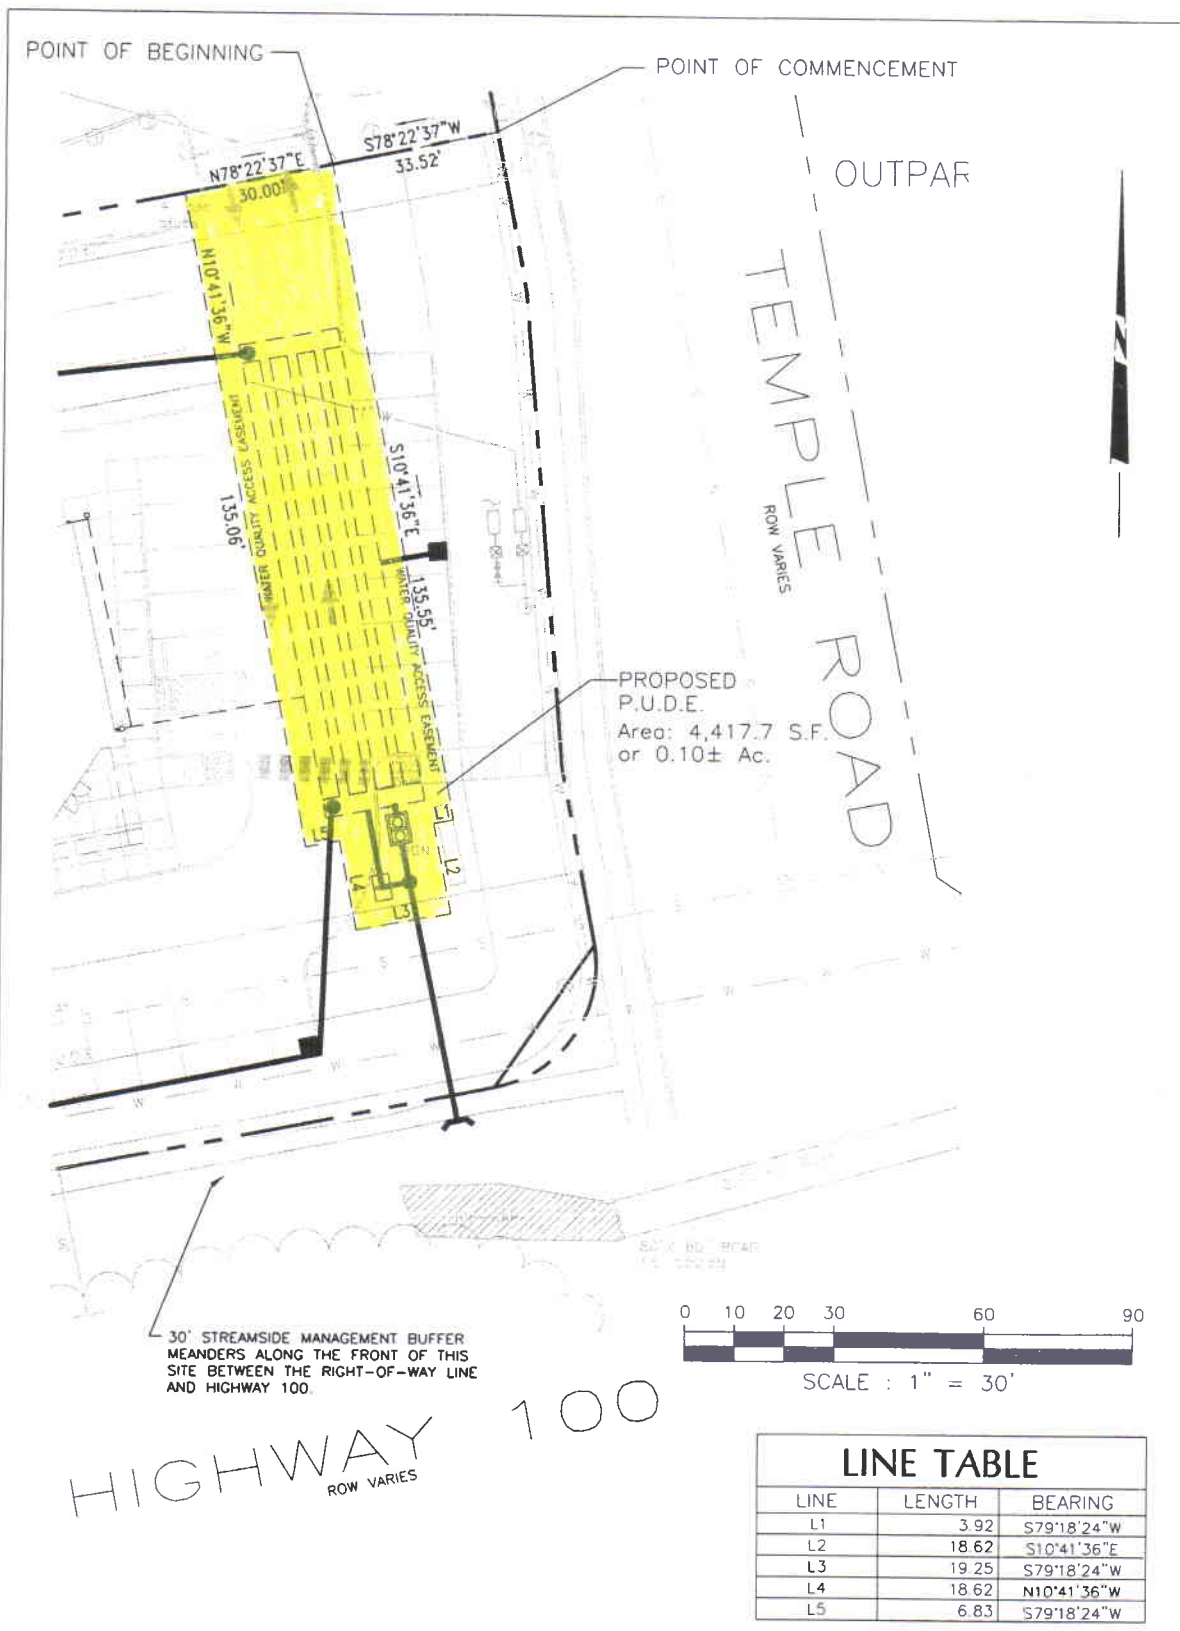 POINT OF BEGINNING
POINT OF COMMENCEMENT
S78°22'37"W
33.52'
N78°22'37"E
30.00'
OUTPAR
N10°41'36"W
135.06'
WATER QUALITY ACCESS EASEMENT
S10°41'36"E
135.55'
WATER QUALITY ACCESS EASEMENT
TEMPLE ROAD
ROW VARIES
N
PROPOSED
P.U.D.E.
Area: 4,417.7 S.F.
or 0.10± Ac.
L1
L5
L2
L4
L3
30' STREAMSIDE MANAGEMENT BUFFER
MEANDERS ALONG THE FRONT OF THIS
SITE BETWEEN THE RIGHT-OF-WAY LINE
AND HIGHWAY 100.
HIGHWAY 100
ROW VARIES
0 10 20 30 60 90
SCALE : 1" = 30'
LINE TABLE
LINE LENGTH BEARING
L1 3.92 S79°18'24"W
L2 18.62 S10°41'36"E
L3 19.25 S79°18'24"W
L4 18.62 N10°41'36"W
L5 6.83 S79°18'24"W